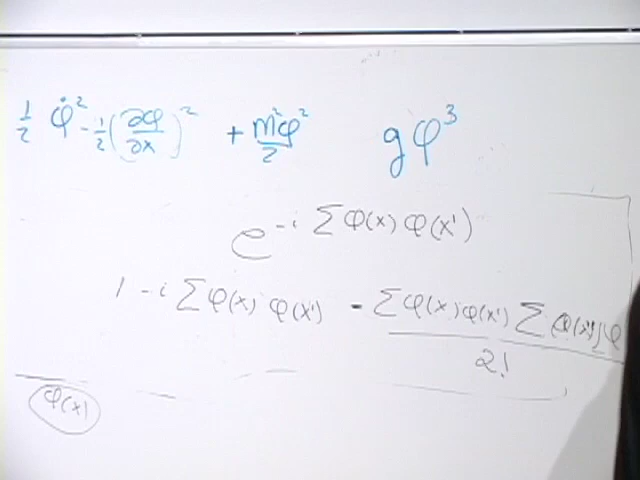 ½ φ̇² - ½ (∂φ/∂x)² + m²φ²/2 gφ³
e^{-i Σ φ(x) φ(x')}
1 - i Σ φ(x) φ(x') - Σ φ(x) φ(x') Σ φ(x'') φ
2!
φ(x)